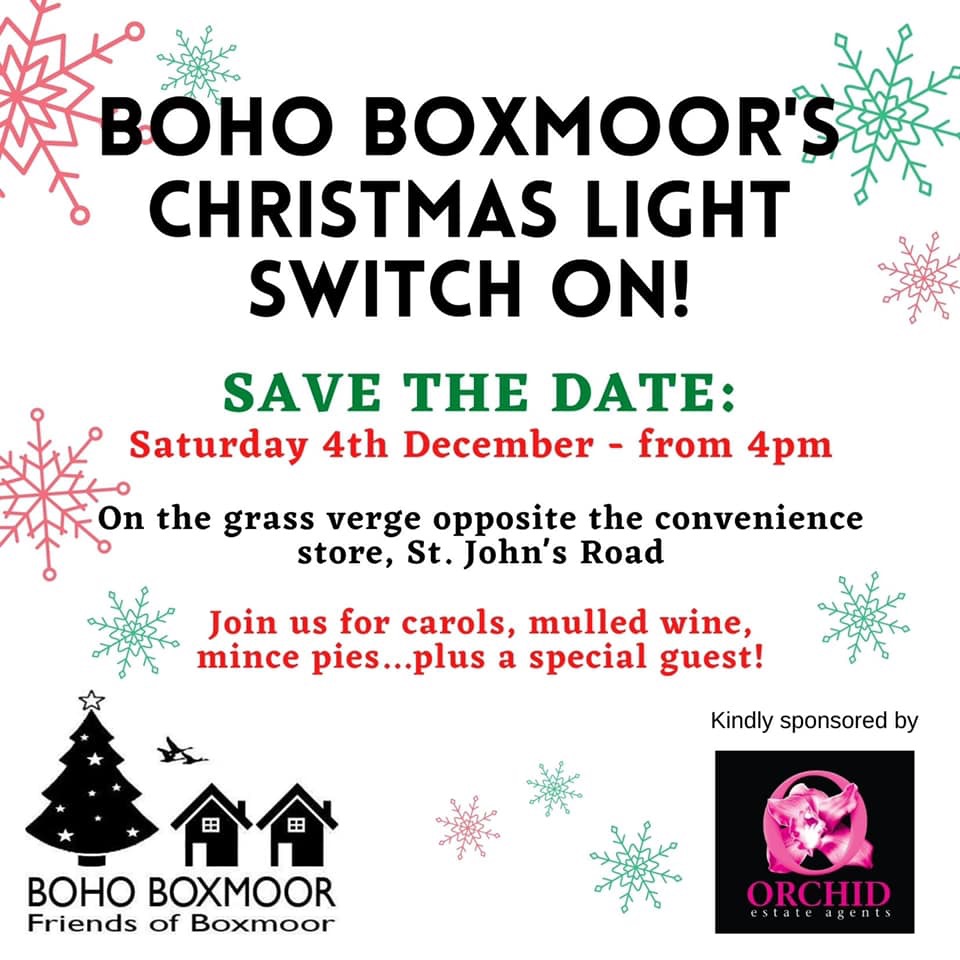 BOHO BOXMOOR'S
CHRISTMAS LIGHT
SWITCH ON!
SAVE THE DATE:
Saturday 4th December - from 4pm
On the grass verge opposite the convenience
store, St. John's Road
Join us for carols, mulled wine,
mince pies...plus a special guest!
BOHO BOXMOOR
Friends of Boxmoor
Kindly sponsored by
ORCHID
estate agents